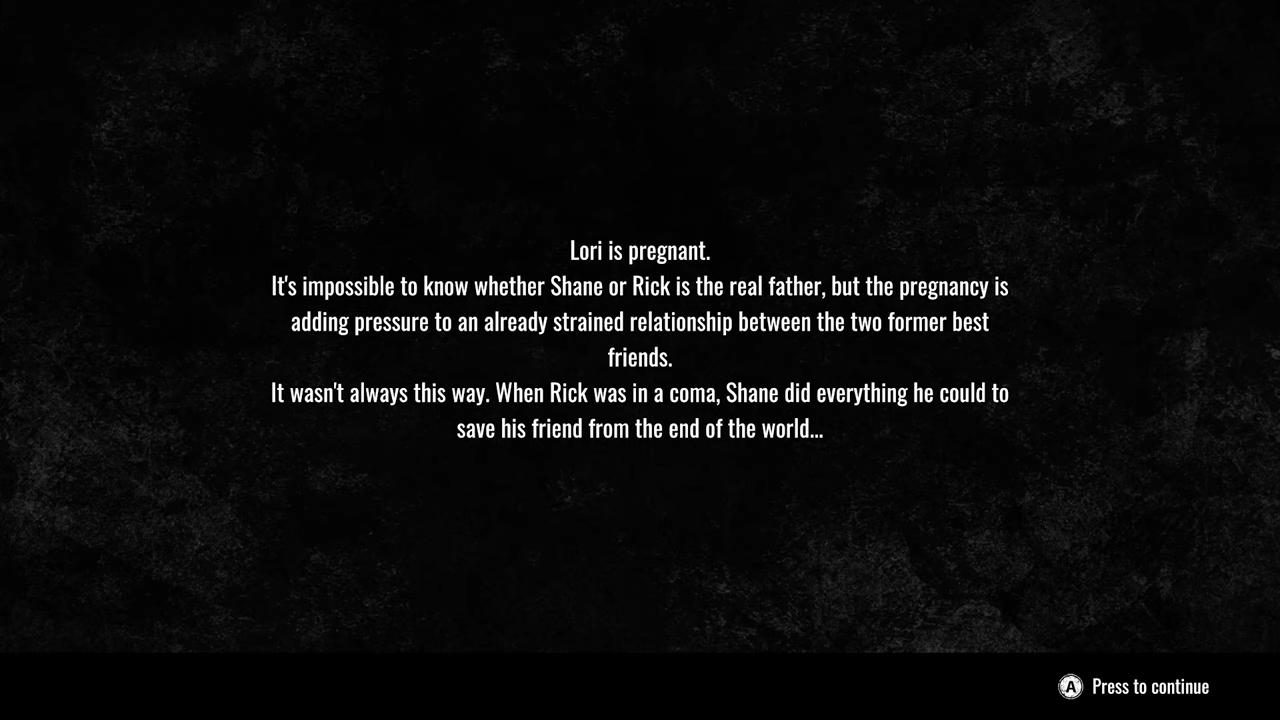 Lori is pregnant.
It's impossible to know whether Shane or Rick is the real father, but the pregnancy is
adding pressure to an already strained relationship between the two former best
friends.
It wasn't always this way. When Rick was in a coma, Shane did everything he could to
save his friend from the end of the world...
A Press to continue